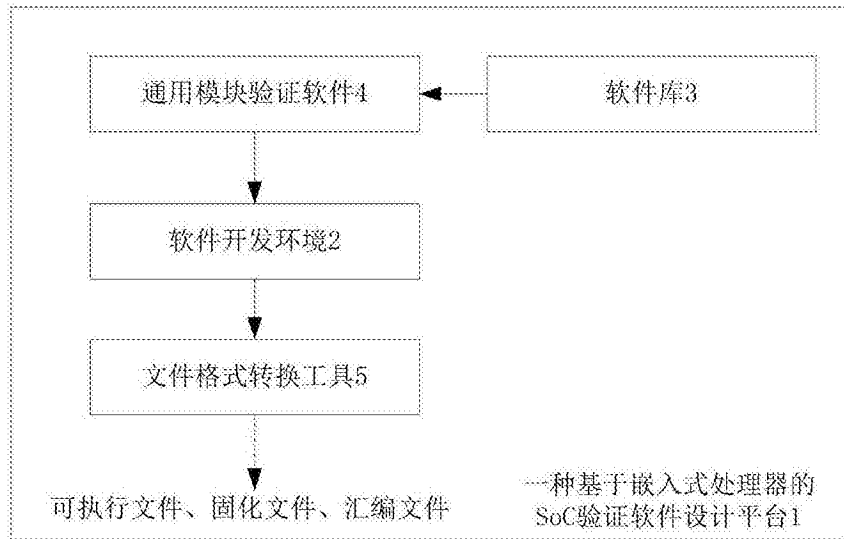 通用模块验证软件4
软件库3
软件开发环境2
文件格式转换工具5
可执行文件、固化文件、汇编文件
一种基于嵌入式处理器的
SoC验证软件设计平台1